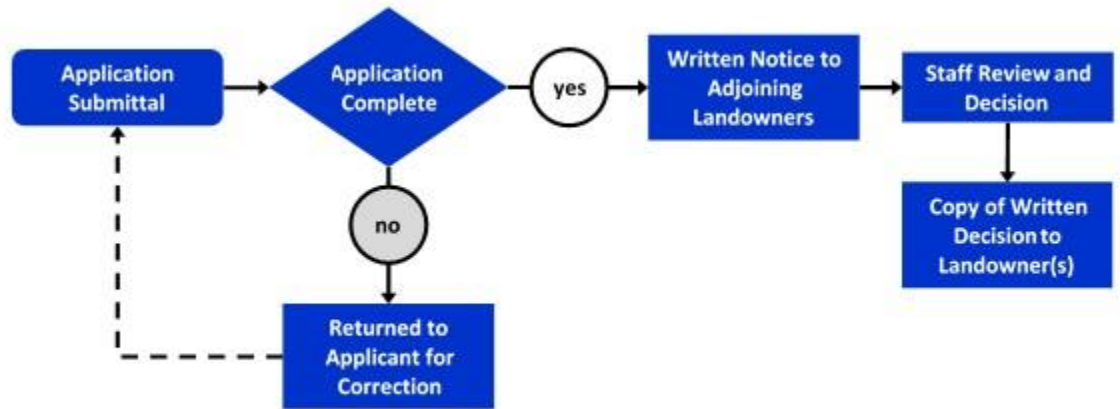 Application
Submittal
Application
Complete
yes
Written Notice to
Adjoining
Landowners
Staff Review and
Decision
no
Copy of Written
Decision to
Landowner(s)
Returned to
Applicant for
Correction